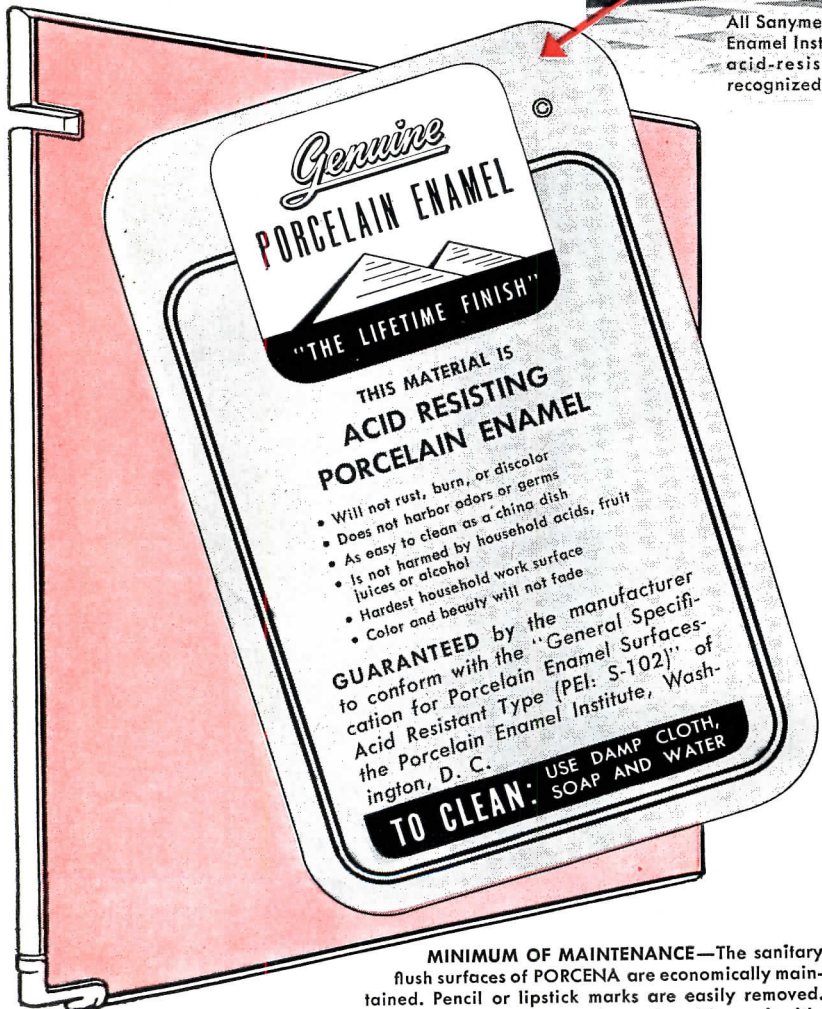 All Sanyme
Enamel Inst
acid-resis
recognized
©
Genuine
PORCELAIN ENAMEL
"THE LIFETIME FINISH"
THIS MATERIAL IS
ACID RESISTING
PORCELAIN ENAMEL
• Will not rust, burn, or discolor
• Does not harbor odors or germs
• As easy to clean as a china dish
• Is not harmed by household acids, fruit
juices or alcohol
• Hardest household work surface
• Color and beauty will not fade
GUARANTEED by the manufacturer
to conform with the "General Specifi-
cation for Porcelain Enamel Surfaces-
Acid Resistant Type (PEI: S-102)" of
the Porcelain Enamel Institute, Wash-
ington, D. C.
TO CLEAN: USE DAMP CLOTH,
SOAP AND WATER
MINIMUM OF MAINTENANCE—The sanitary
flush surfaces of PORCENA are economically main-
tained. Pencil or lipstick marks are easily removed.